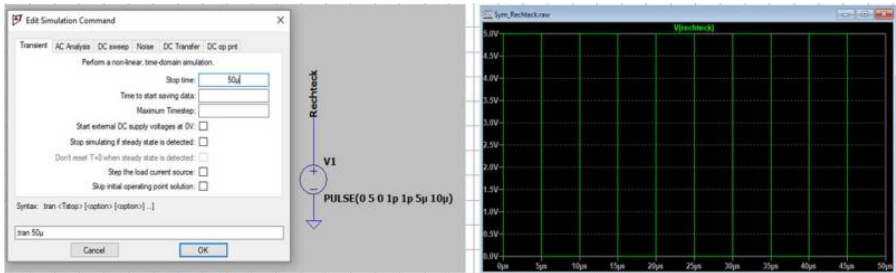 Edit Simulation Command
Transient AC Analysis DC sweep Noise DC Transfer DC op pnt
Perform a non-linear, time-domain simulation.
Stop time: 50µ
Time to start saving data:
Maximum Timestep:
Start external DC supply voltages at 0V:
Stop simulating if steady state is detected:
Don't reset T=0 when steady state is detected:
Step the load current source:
Skip initial operating point solution:
Syntax: .tran <Tstop> [<option> [<option>] ...]
.tran 50µ
Cancel OK
Rechteck
V1
PULSE(0 5 0 1p 1p 5µ 10µ)
Sym_Rechteck.raw
V(rechteck)
5.0V
4.5V
4.0V
3.5V
3.0V
2.5V
2.0V
1.5V
1.0V
0.5V
0.0V
0µs 5µs 10µs 15µs 20µs 25µs 30µs 35µs 40µs 45µs 50µs